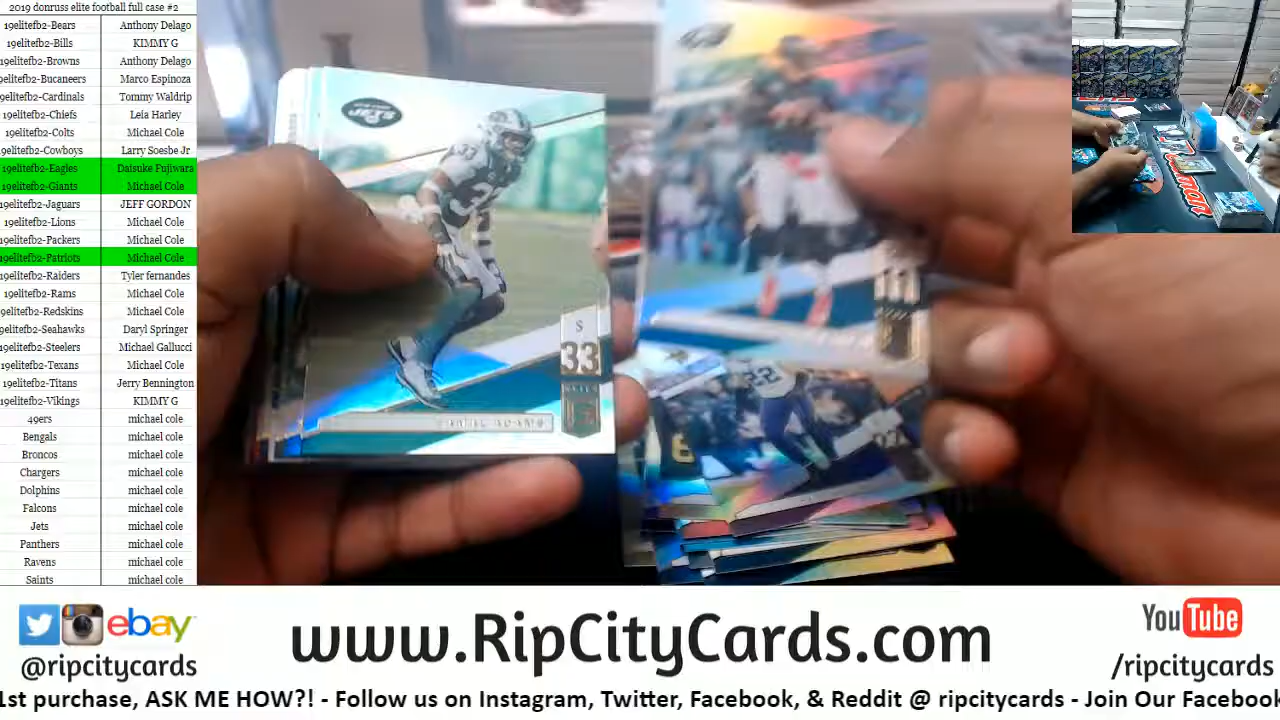 2019 donruss elite football full case #2
19elitefb2-Bears Anthony Delago
19elitefb2-Bills KIMMY G
19elitefb2-Browns Anthony Delago
19elitefb2-Bucaneers Marco Espinoza
19elitefb2-Cardinals Tommy Waldrip
19elitefb2-Chiefs Leia Harley
19elitefb2-Colts Michael Cole
19elitefb2-Cowboys Larry Soesbe Jr
19elitefb2-Eagles Daisuke Fujiwara
19elitefb2-Giants Michael Cole
19elitefb2-Jaguars JEFF GORDON
19elitefb2-Lions Michael Cole
19elitefb2-Packers Michael Cole
19elitefb2-Patriots Michael Cole
19elitefb2-Raiders Tyler fernandes
19elitefb2-Rams Michael Cole
19elitefb2-Redskins Michael Cole
19elitefb2-Seahawks Daryl Springer
19elitefb2-Steelers Michael Gallucci
19elitefb2-Texans Michael Cole
19elitefb2-Titans Jerry Bennington
19elitefb2-Vikings KIMMY G
49ers michael cole
Bengals michael cole
Broncos michael cole
Chargers michael cole
Dolphins michael cole
Falcons michael cole
Jets michael cole
Panthers michael cole
Ravens michael cole
Saints michael cole
JETS
S
33
22
ebay
@ripcitycards
www.RipCityCards.com
YouTube
/ripcitycards
1st purchase, ASK ME HOW?! - Follow us on Instagram, Twitter, Facebook, & Reddit @ ripcitycards - Join Our Facebook